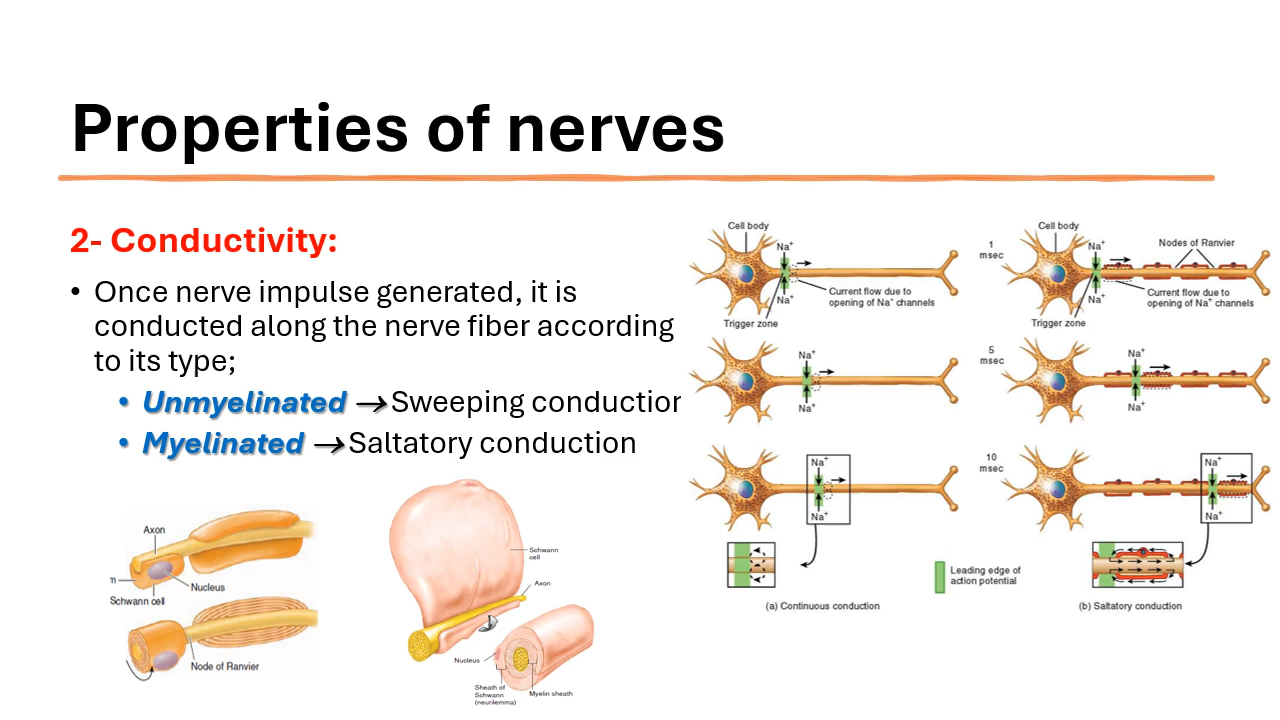 Properties of nerves
2- Conductivity:
• Once nerve impulse generated, it is
conducted along the nerve fiber according
to its type;
• Unmyelinated → Sweeping conduction
• Myelinated → Saltatory conduction
Axon
Nucleus
Schwann cell
Node of Ranvier
Schwann
cell
Axon
Nucleus
Sheath of
Schwann
(neurilemma)
Myelin sheath
Cell body
Na⁺
Na⁺
Current flow due to
opening of Na⁺ channels
Trigger zone
Na⁺
Na⁺
Na⁺
Na⁺
(a) Continuous conduction
Leading edge of
action potential
1
msec
5
msec
10
msec
Cell body
Na⁺
Nodes of Ranvier
Na⁺
Current flow due to
opening of Na⁺ channels
Trigger zone
Na⁺
Na⁺
Na⁺
Na⁺
(b) Saltatory conduction